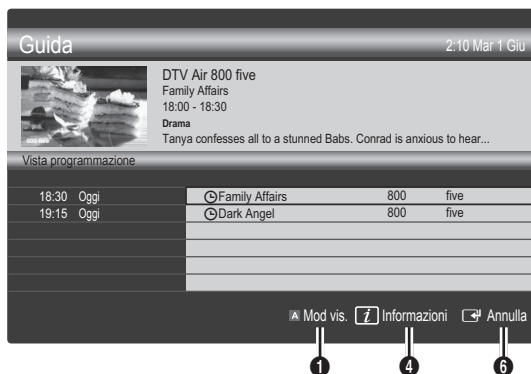 Guida
2:10 Mar 1 Giu
DTV Air 800 five
Family Affairs
18:00 - 18:30
Drama
Tanya confesses all to a stunned Babs. Conrad is anxious to hear...
800 five
Vista programmazione
18:30 Oggi Family Affairs 800 five
19:15 Oggi Dark Angel 800 five
A Mod vis. i Informazioni Annulla
1 4 6